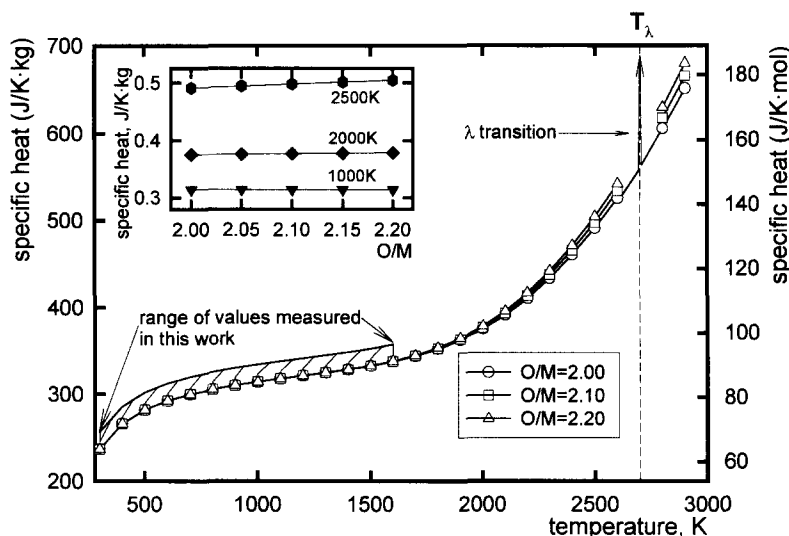 T_λ
700
600
500
400
300
200
specific heat (J/K·kg)
180
160
140
120
100
80
60
specific heat (J/K·mol)
0.5
0.4
0.3
specific heat, J/K·kg
2500K
2000K
1000K
2.00 2.05 2.10 2.15 2.20
O/M
λ transition
range of values measured
in this work
O/M=2.00
O/M=2.10
O/M=2.20
500 1000 1500 2000 2500 3000
temperature, K